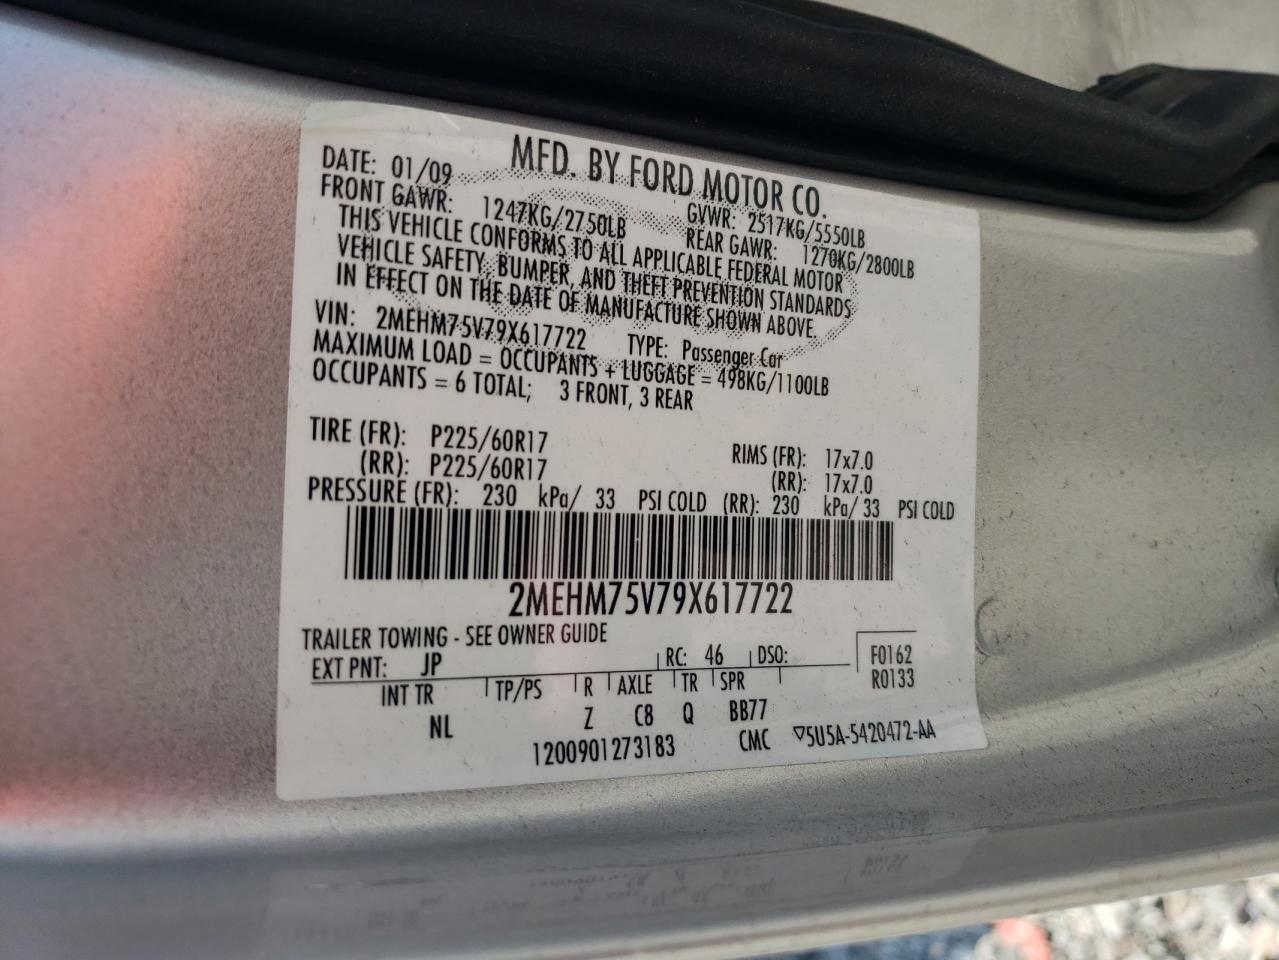 MFD. BY FORD MOTOR CO.
DATE: 01/09 GVWR: 2517KG/5550LB
FRONT GAWR: 1247KG/2750LB REAR GAWR: 1270KG/2800LB
THIS VEHICLE CONFORMS TO ALL APPLICABLE FEDERAL MOTOR
VEHICLE SAFETY, BUMPER, AND THEFT PREVENTION STANDARDS
IN EFFECT ON THE DATE OF MANUFACTURE SHOWN ABOVE.
VIN: 2MEHM75V79X617722 TYPE: Passenger Car
MAXIMUM LOAD = OCCUPANTS + LUGGAGE = 498KG/1100LB
OCCUPANTS = 6 TOTAL; 3 FRONT, 3 REAR
TIRE (FR): P225/60R17 RIMS (FR): 17x7.0
(RR): P225/60R17 (RR): 17x7.0
PRESSURE (FR): 230 kPa/ 33 PSI COLD (RR): 230 kPa/ 33 PSI COLD
2MEHM75V79X617722
TRAILER TOWING - SEE OWNER GUIDE
EXT PNT: JP RC: 46 DSO: F0162
INT TR TP/PS R AXLE TR SPR R0133
NL Z C8 Q BB77
1200901273183 CMC ▽5U5A-5420472-AA